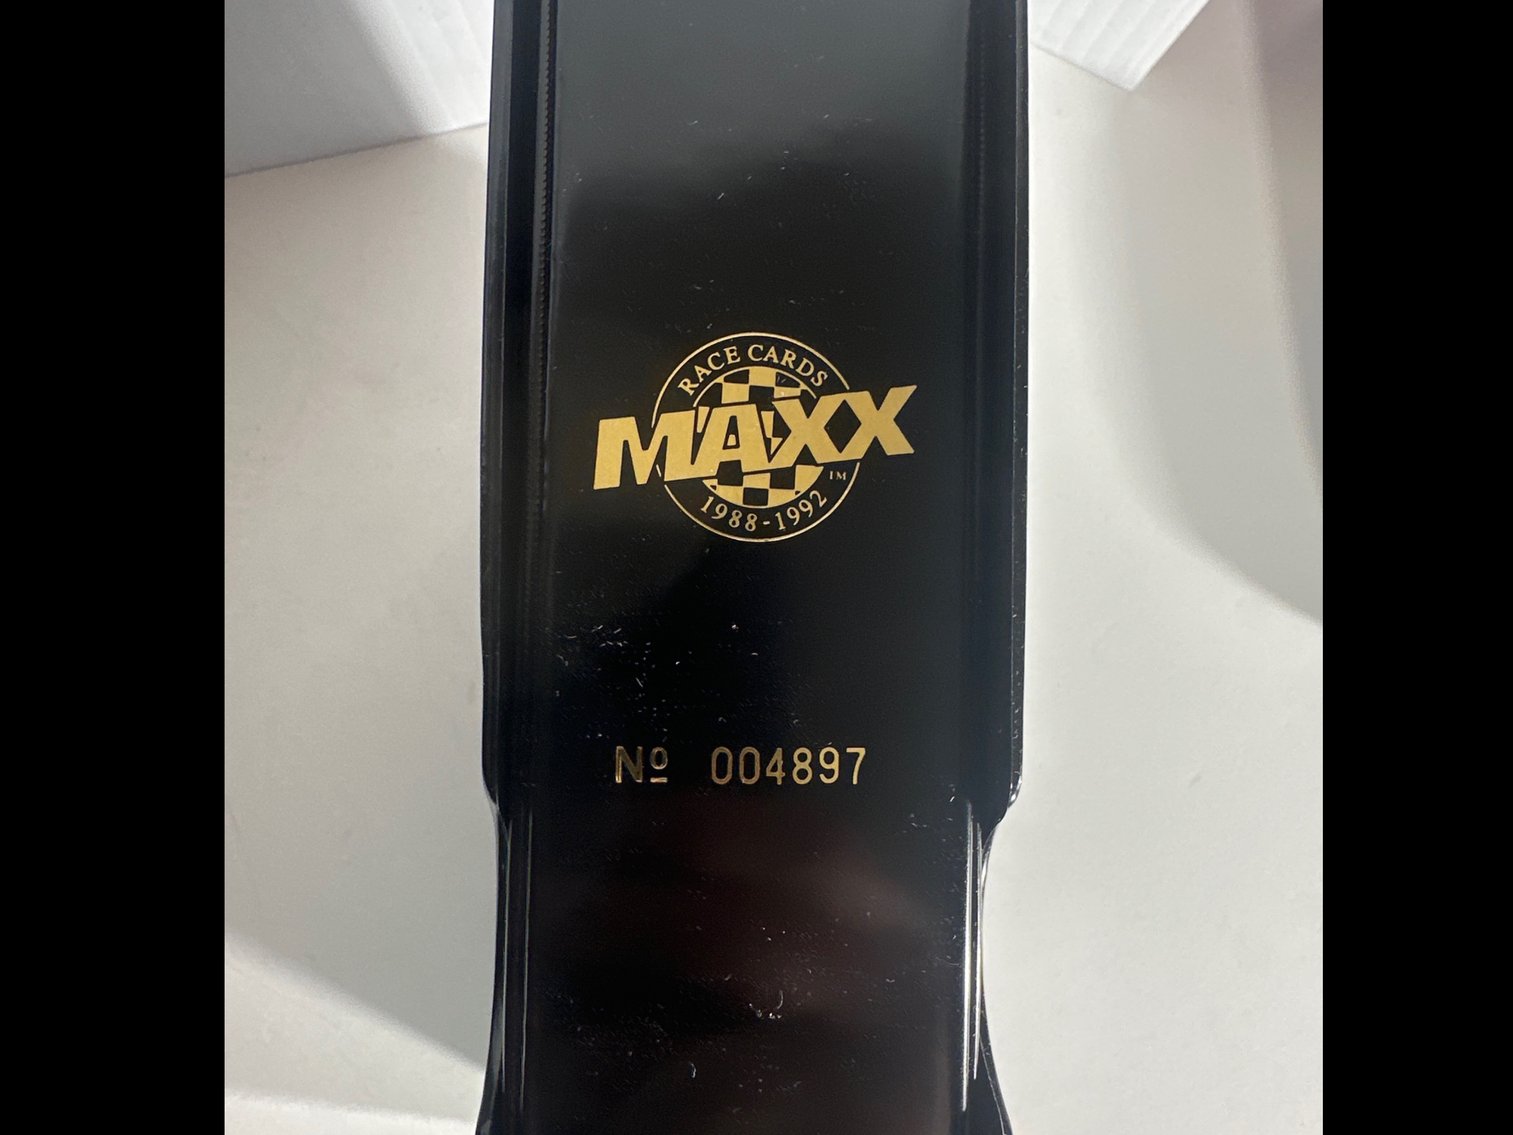 RACE CARDS
MAXX
TM
1988-1992
Nº 004897